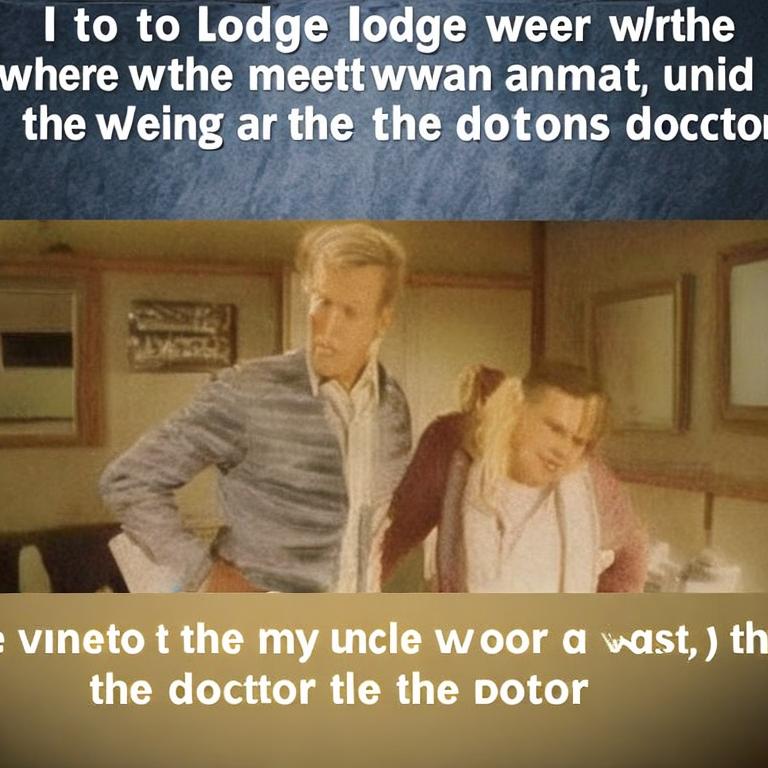 I to to Lodge lodge weer w/rthe
where wthe meett wwan anmat, unid
the Weing ar the the dotons doccto
vineto t the my uncle woor a wast, ) th
the docttor tle the Dotor